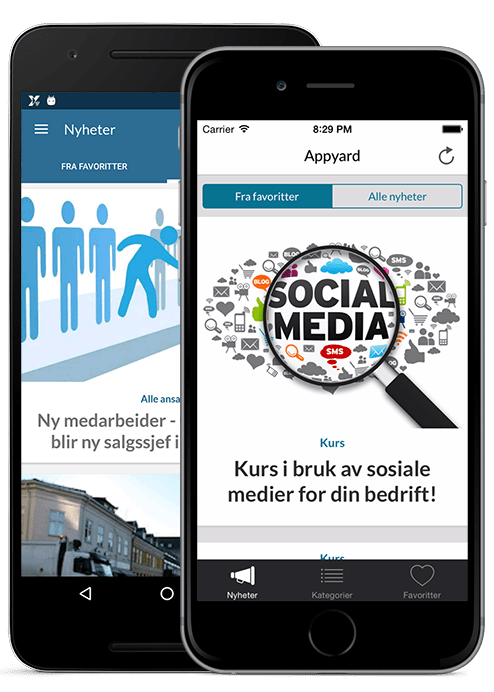 Nyheter
FRA FAVORITTER
Alle ansa
Ny medarbeider -
blir ny salgssjef i
Carrier
8:29 PM
Appyard
Fra favoritter
Alle nyheter
BLOG
SMS
BLOG
SOCIAL
MEDIA
SMS
Kurs
Kurs i bruk av sosiale
medier for din bedrift!
Kurs
Nyheter
Kategorier
Favoritter